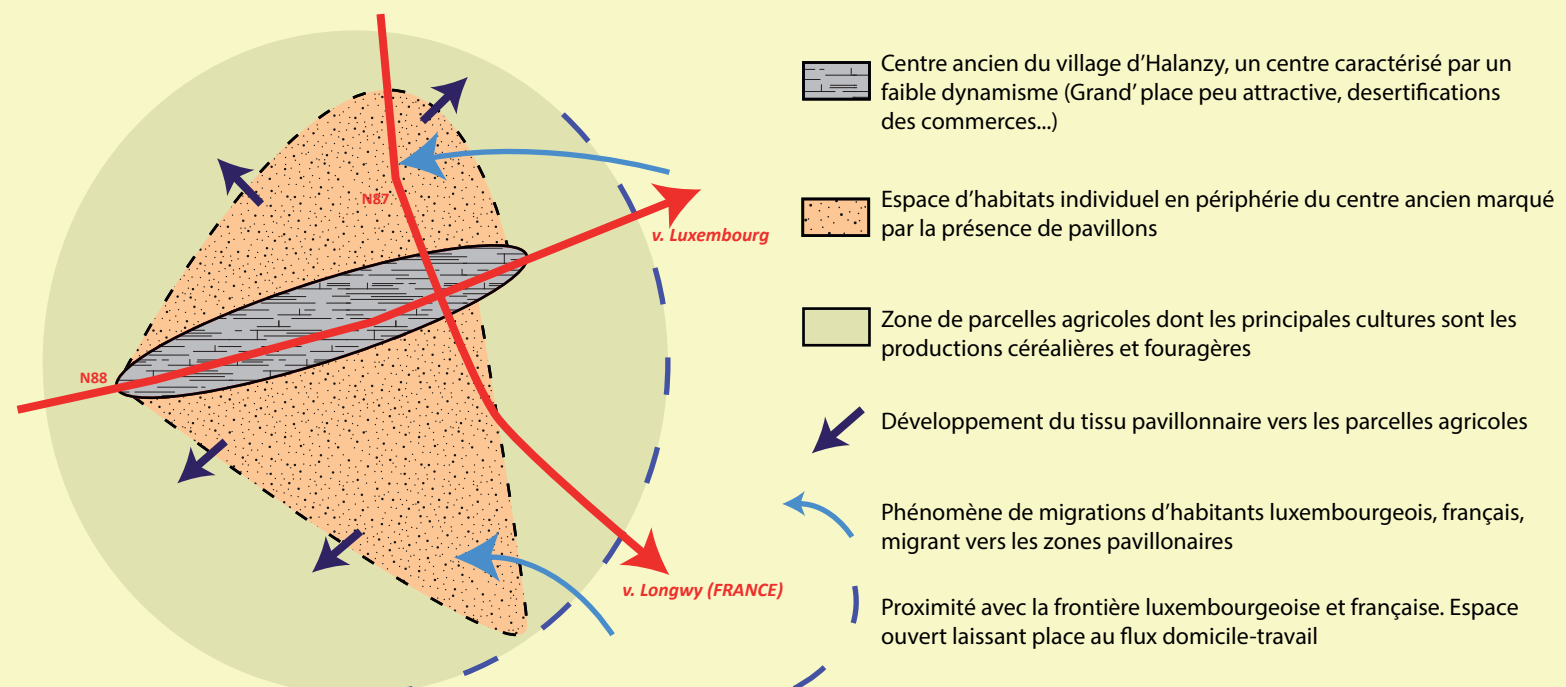 N87
v. Luxembourg
N88
v. Longwy (FRANCE)
Centre ancien du village d'Halanzy, un centre caractérisé par un
faible dynamisme (Grand' place peu attractive, desertifications
des commerces...)
Espace d'habitats individuel en périphérie du centre ancien marqué
par la présence de pavillons
Zone de parcelles agricoles dont les principales cultures sont les
productions céréalières et fouragères
Développement du tissu pavillonnaire vers les parcelles agricoles
Phénomène de migrations d'habitants luxembourgeois, français,
migrant vers les zones pavillonaires
Proximité avec la frontière luxembourgeoise et française. Espace
ouvert laissant place au flux domicile-travail